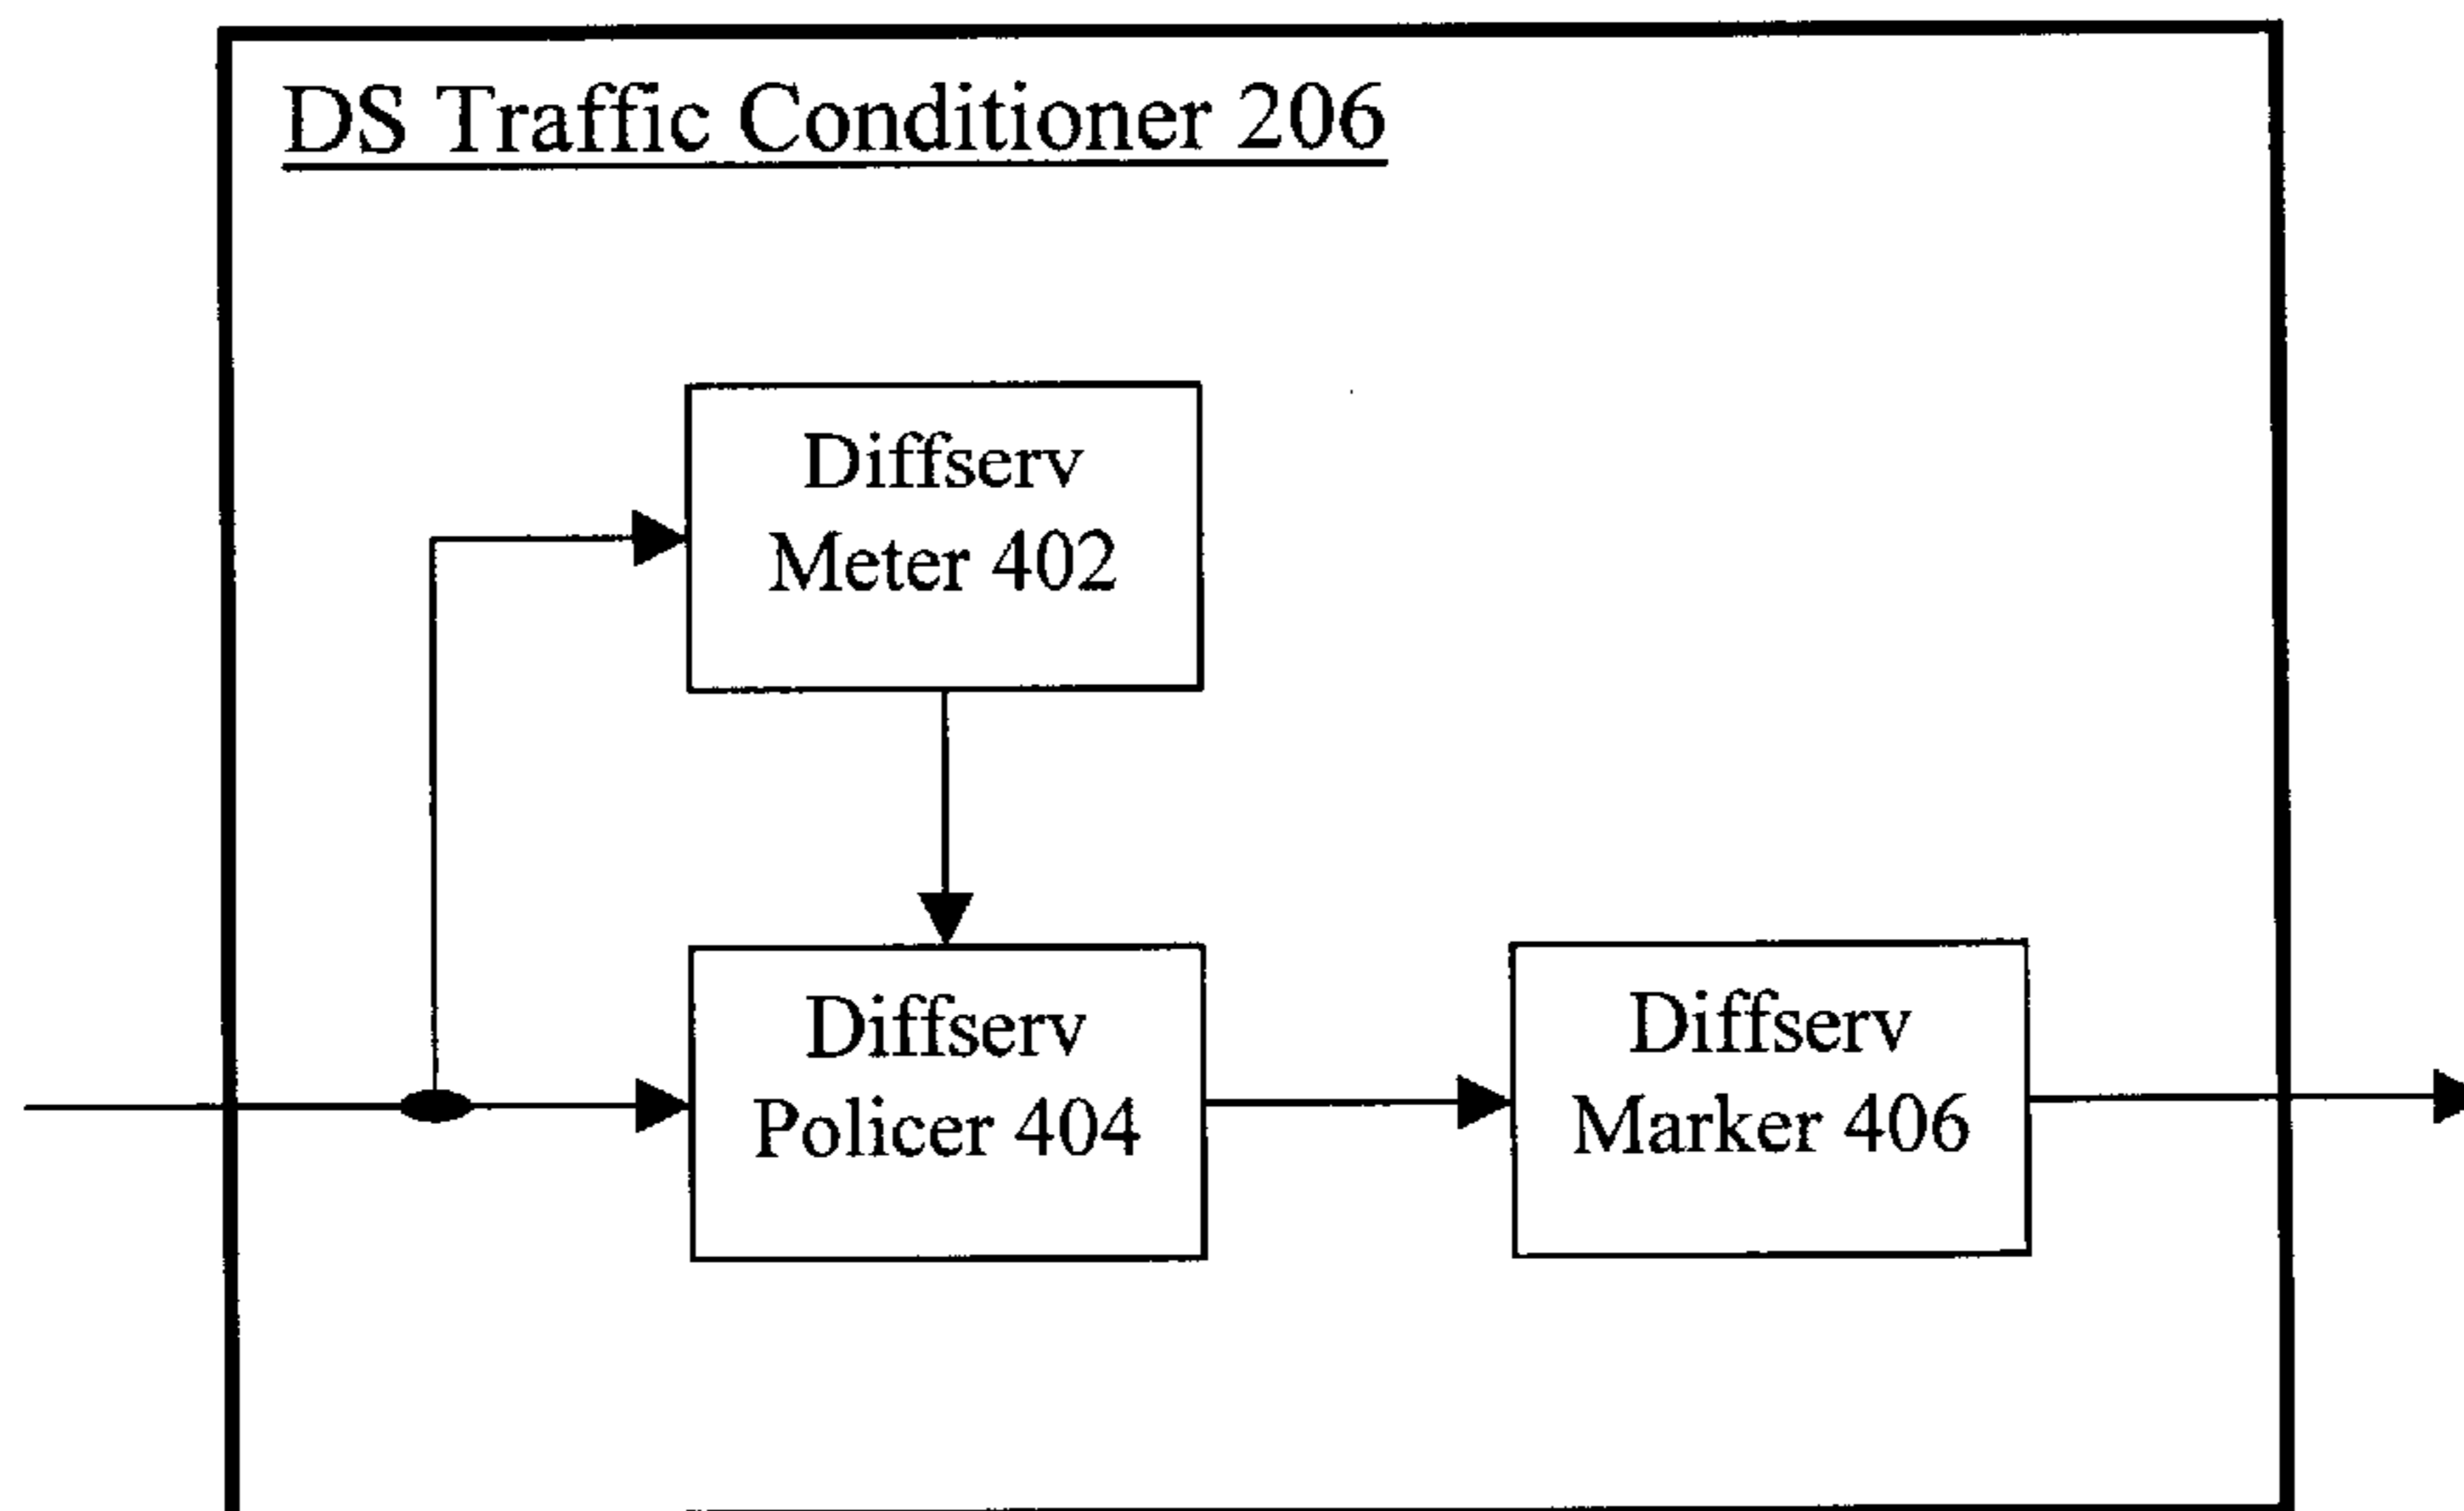 DS Traffic Conditioner 206
Diffserv
Meter 402
Diffserv
Policer 404
Diffserv
Marker 406